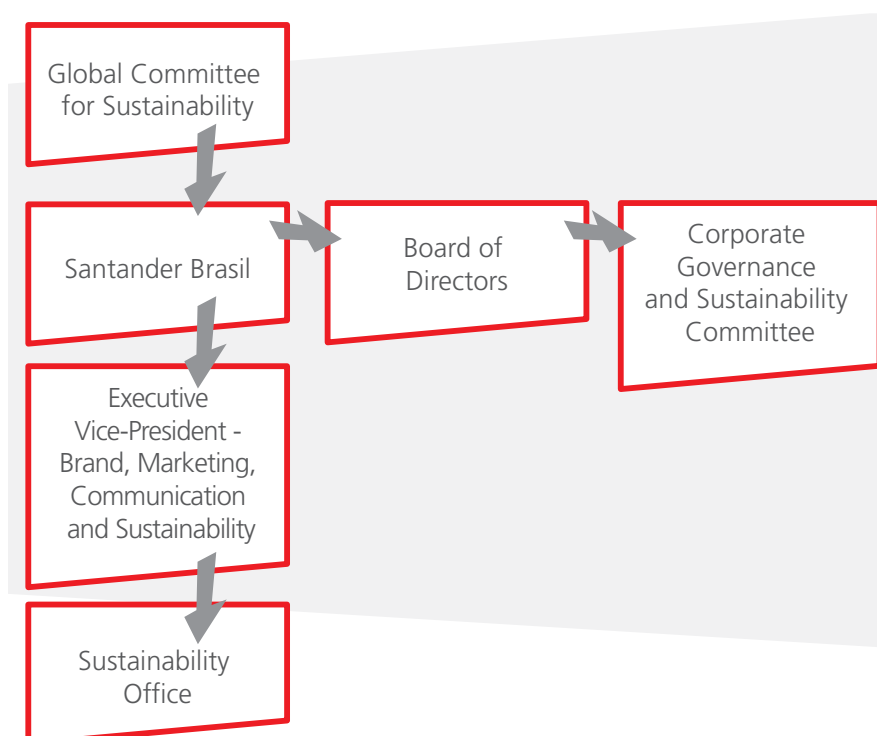 Global Committee
for Sustainability
Santander Brasil
Board of
Directors
Corporate
Governance
and Sustainability
Committee
Executive
Vice-President -
Brand, Marketing,
Communication
and Sustainability
Sustainability
Office